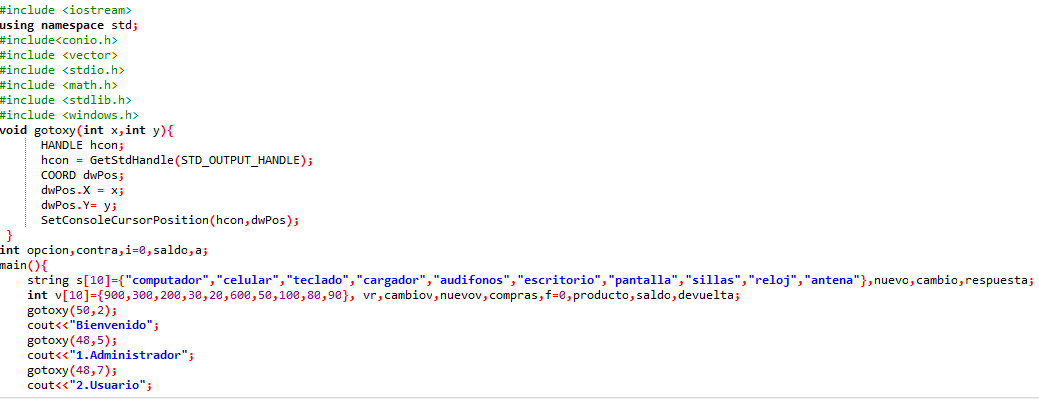 #include <iostream>
using namespace std;
#include<conio.h>
#include <vector>
#include <stdio.h>
#include <math.h>
#include <stdlib.h>
#include <windows.h>
void gotoxy(int x,int y){
HANDLE hcon;
hcon = GetStdHandle(STD_OUTPUT_HANDLE);
COORD dwPos;
dwPos.X = x;
dwPos.Y= y;
SetConsoleCursorPosition(hcon,dwPos);
}
int opcion,contra,i=0,saldo,a;
main(){
string s[10]={"computador","celular","teclado","cargador","audifonos","escritorio","pantalla","sillas","reloj","antena"},nuevo,cambio,respuesta;
int v[10]={900,300,200,30,20,600,50,100,80,90}, vr,cambiov,nuevov,compras,f=0,producto,saldo,devuelta;
gotoxy(50,2);
cout<<"Bienvenido";
gotoxy(48,5);
cout<<"1.Administrador";
gotoxy(48,7);
cout<<"2.Usuario";